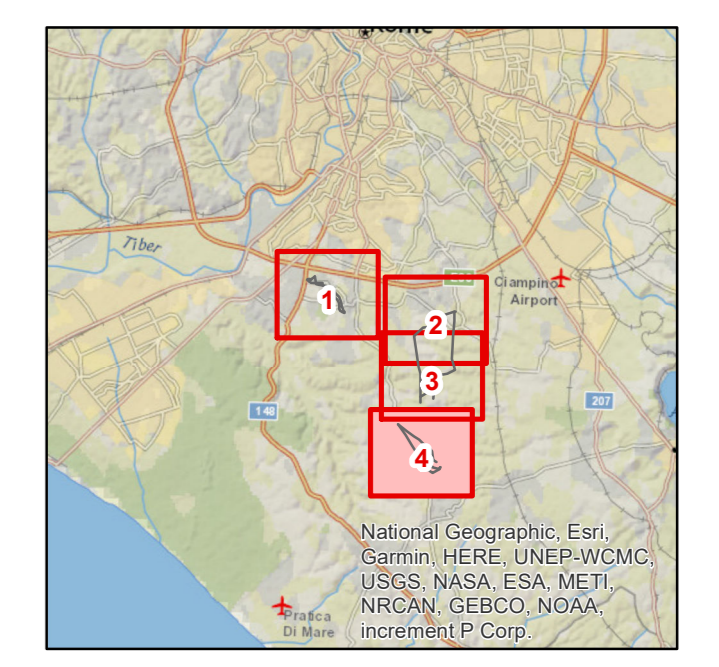 Rome
Tiber
Ciampino
Airport
1
2
3
148
207
4
National Geographic, Esri,
Garmin, HERE, UNEP-WCMC,
USGS, NASA, ESA, METI,
NRCAN, GEBCO, NOAA,
increment P Corp.
Pratica
Di Mare